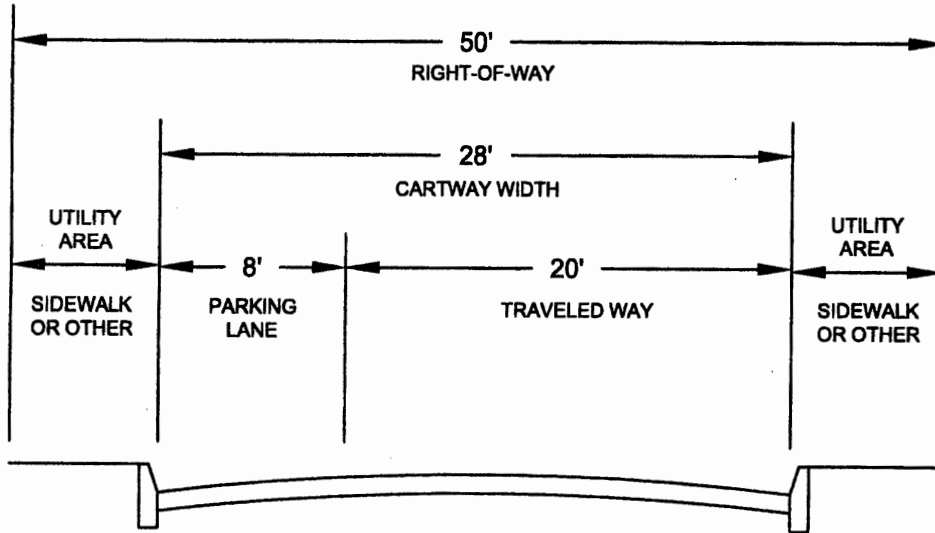 50'
RIGHT-OF-WAY
28'
CARTWAY WIDTH
UTILITY
AREA
SIDEWALK
OR OTHER
8'
PARKING
LANE
20'
TRAVELED WAY
UTILITY
AREA
SIDEWALK
OR OTHER